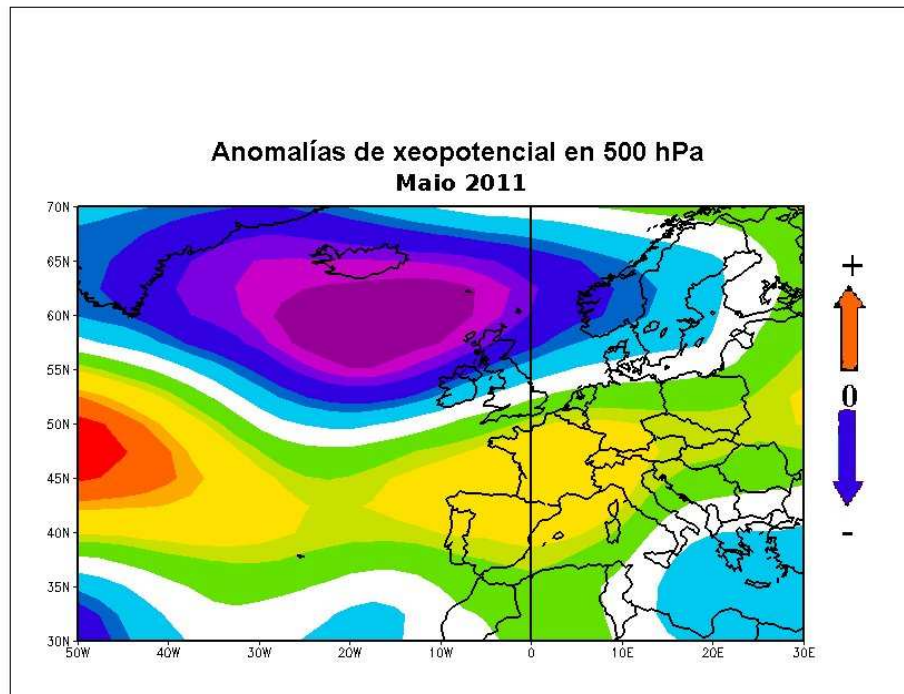 Anomalías de xeopotencial en 500 hPa
Maio 2011
70N
65N
60N
55N
50N
45N
40N
35N
30N
50W
40W
30W
20W
10W
0
10E
20E
30E
+
0
-